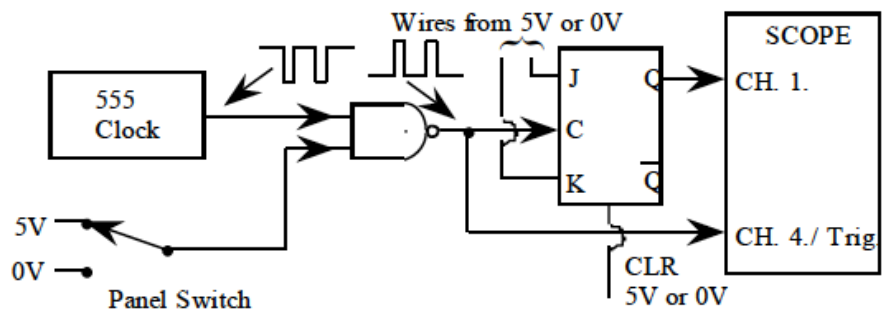 Wires from 5V or 0V
SCOPE
555
Clock
J
Q
CH. 1.
C
K
Q
5V
0V
CH. 4./ Trig.
CLR
5V or 0V
Panel Switch